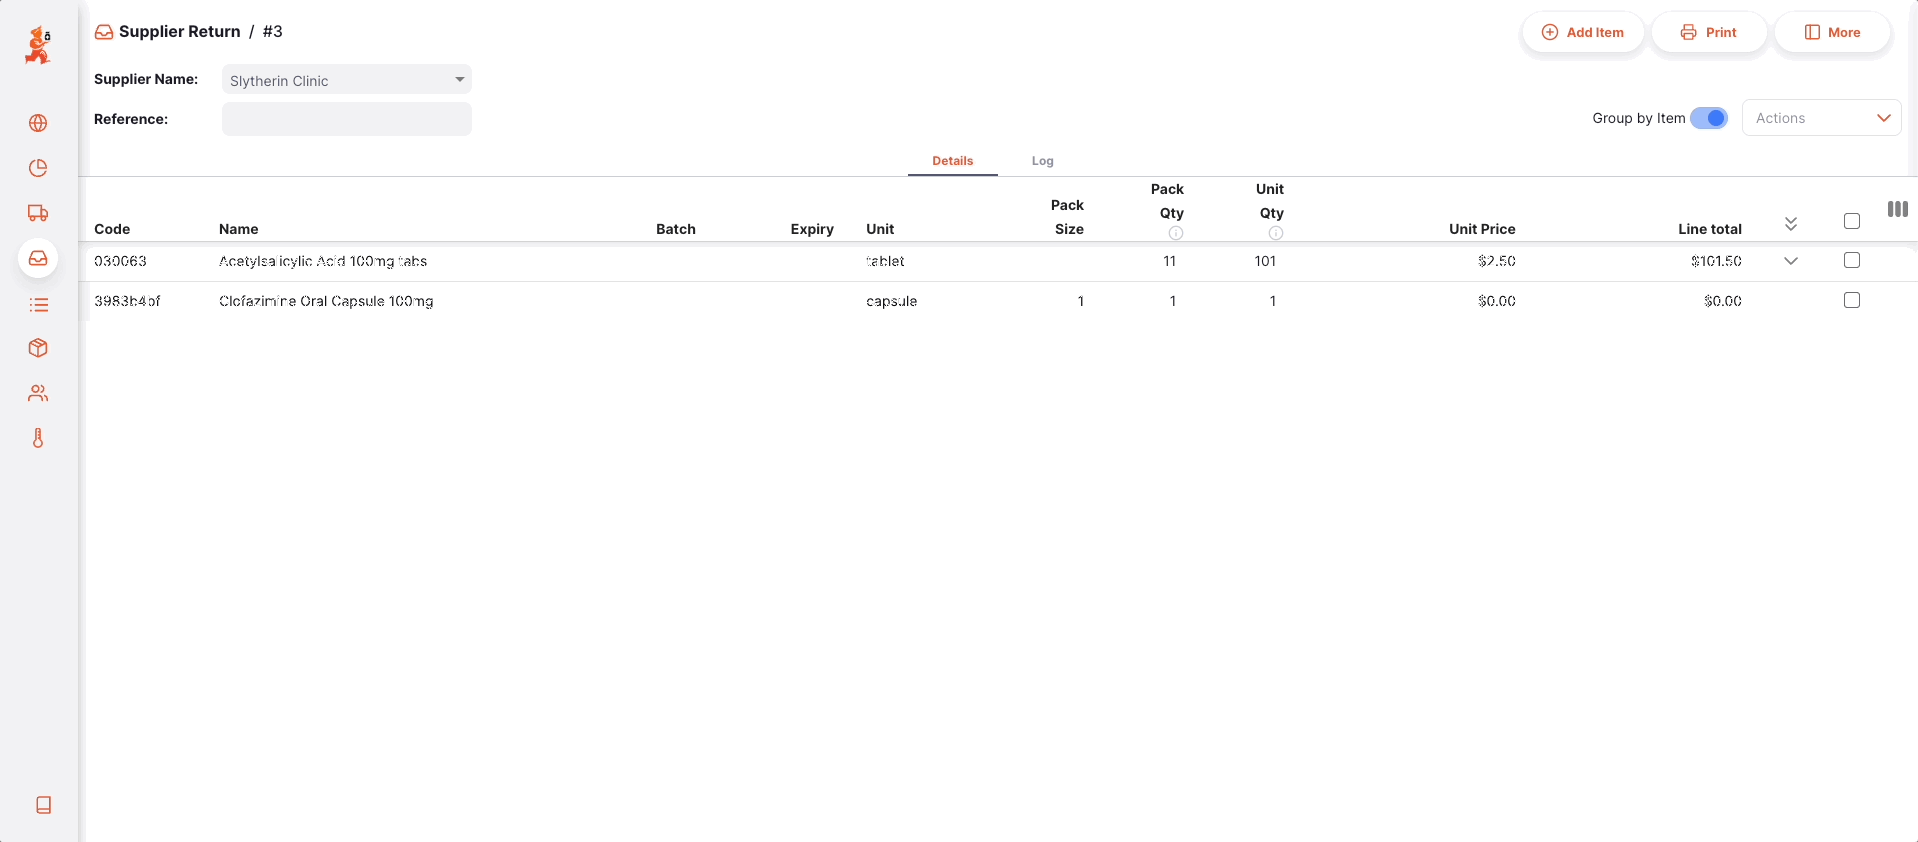 Supplier Return / #3
Add Item
Print
More
Supplier Name:
Slytherin Clinic
Reference:
Group by Item
Actions
Details
Log
Code
Name
Batch
Expiry
Unit
Pack Size
Pack Qty
Unit Qty
Unit Price
Line total
030063 Acetylsalicylic Acid 100mg tabs tablet 11 101 $2.50 $101.50
3983b4bf Clofazimine Oral Capsule 100mg capsule 1 1 1 $0.00 $0.00